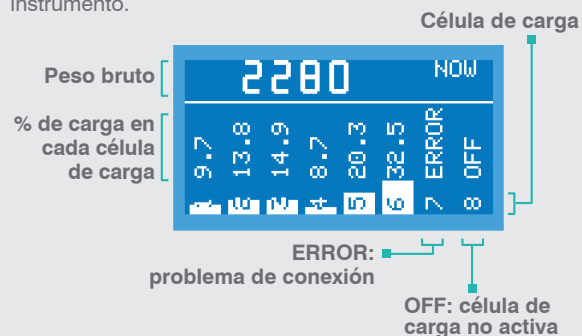 instrumento.
Célula de carga
Peso bruto
2280
NOW
% de carga en
cada célula
de carga
9.7
13.8
14.9
8.7
20.3
32.5
ERROR
OFF
1
2
3
4
5
6
7
8
ERROR:
problema de conexión
OFF: célula de
carga no activa